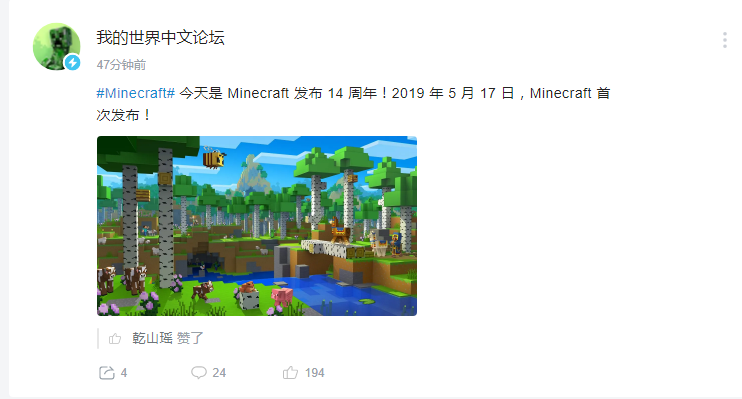 我的世界中文论坛
47分钟前
#Minecraft# 今天是 Minecraft 发布 14 周年！2019 年 5 月 17 日，Minecraft 首
次发布！
乾山瑶 赞了
4 24 194